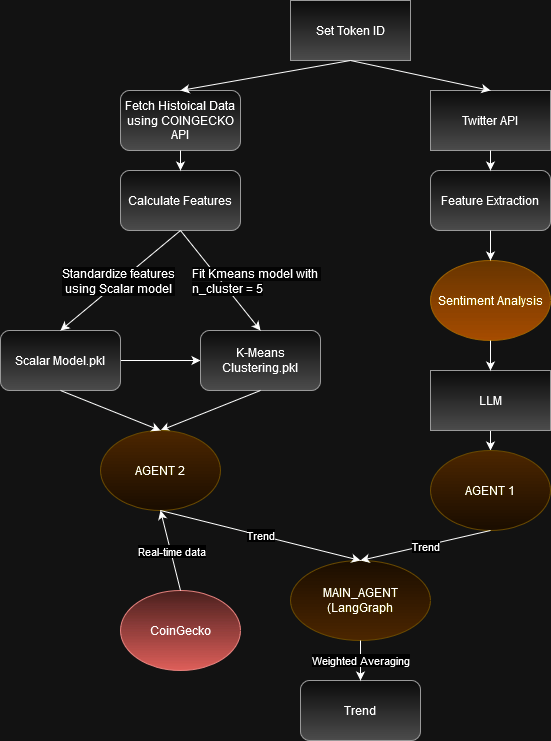 Set Token ID
Fetch Histoical Data
using COINGECKO
API
Twitter API
Calculate Features
Feature Extraction
Standardize features
using Scalar model
Fit Kmeans model with
n_cluster = 5
Sentiment Analysis
Scalar Model.pkl
K-Means
Clustering.pkl
LLM
AGENT 2
AGENT 1
Trend
Trend
Real-time data
MAIN_AGENT
(LangGraph
CoinGecko
Weighted Averaging
Trend